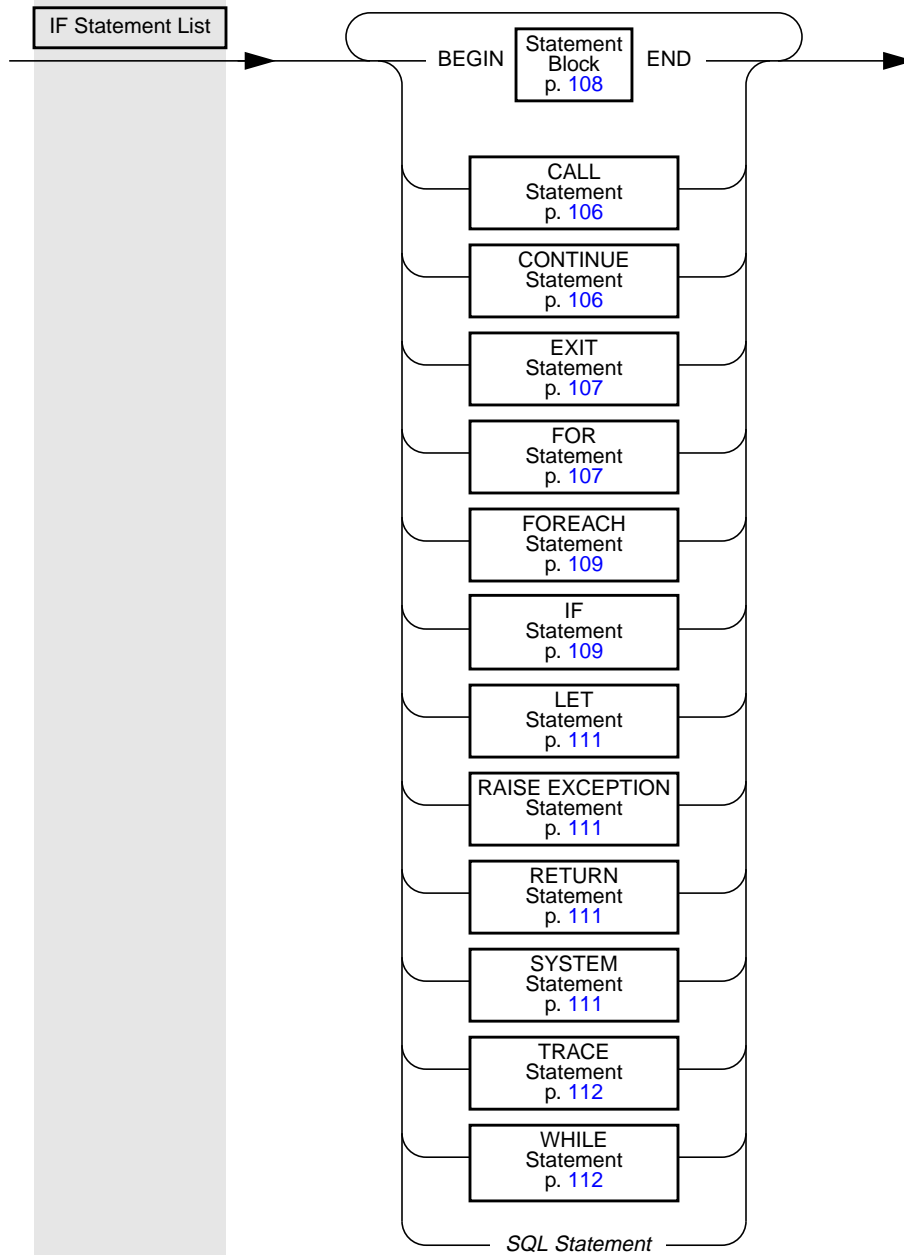 IF Statement List
BEGIN
Statement
Block
p. 108
END
CALL
Statement
p. 106
CONTINUE
Statement
p. 106
EXIT
Statement
p. 107
FOR
Statement
p. 107
FOREACH
Statement
p. 109
IF
Statement
p. 109
LET
Statement
p. 111
RAISE EXCEPTION
Statement
p. 111
RETURN
Statement
p. 111
SYSTEM
Statement
p. 111
TRACE
Statement
p. 112
WHILE
Statement
p. 112
SQL Statement